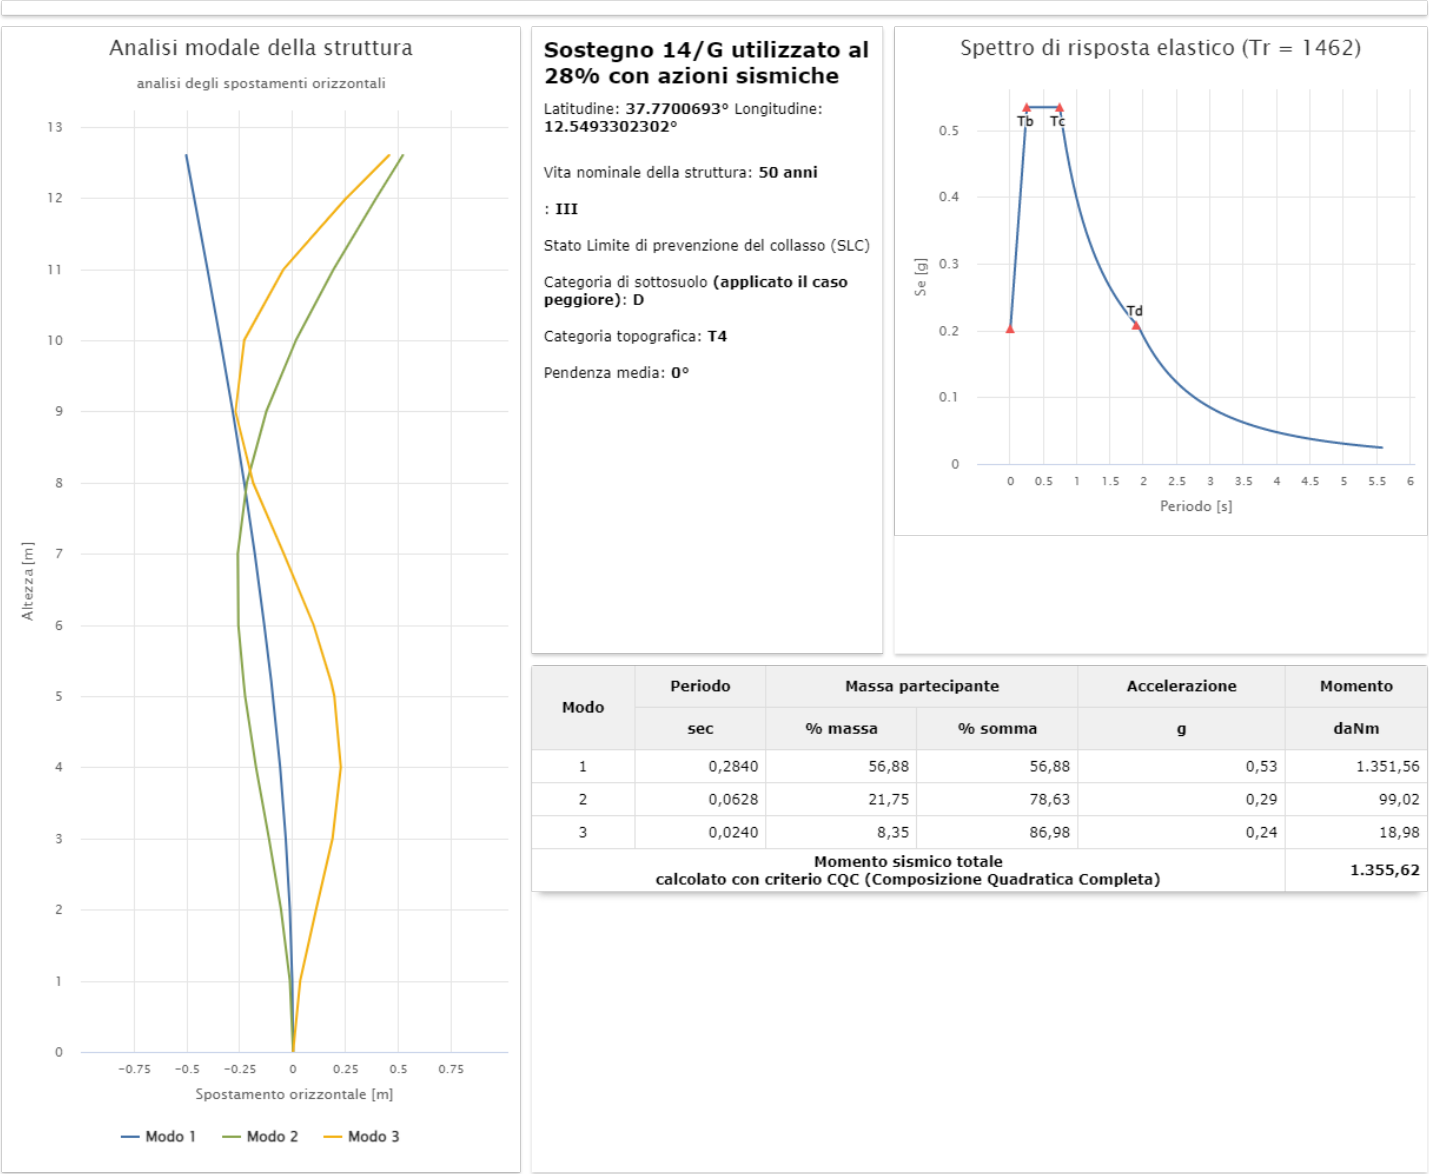 Analisi modale della struttura
analisi degli spostamenti orizzontali
13
12
11
10
9
8
7
6
5
4
3
2
1
0
Altezza [m]
-0.75 -0.5 -0.25 0 0.25 0.5 0.75
Spostamento orizzontale [m]
Modo 1 Modo 2 Modo 3
Sostegno 14/G utilizzato al
28% con azioni sismiche
Latitudine: 37.7700693° Longitudine:
12.5493302302°
Vita nominale della struttura: 50 anni
: III
Stato Limite di prevenzione del collasso (SLC)
Categoria di sottosuolo (applicato il caso
peggiore): D
Categoria topografica: T4
Pendenza media: 0°
Spettro di risposta elastico (Tr = 1462)
Tb Tc
Td
0.5
0.4
0.3
0.2
0.1
0
Se [g]
0 0.5 1 1.5 2 2.5 3 3.5 4 4.5 5 5.5 6
Periodo [s]
Modo Periodo Massa partecipante Accelerazione Momento
sec % massa % somma g daNm
1 0,2840 56,88 56,88 0,53 1.351,56
2 0,0628 21,75 78,63 0,29 99,02
3 0,0240 8,35 86,98 0,24 18,98
Momento sismico totale
calcolato con criterio CQC (Composizione Quadratica Completa) 1.355,62